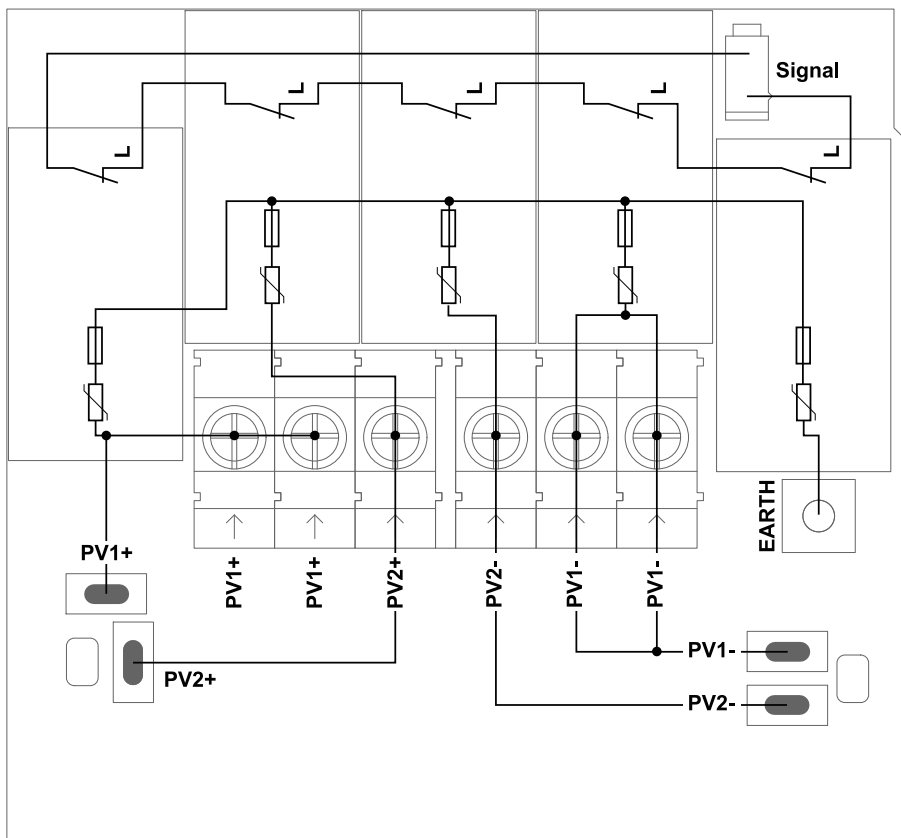 Signal
L
L
L
L
L
EARTH
PV1+
PV1+
PV1+
PV2+
PV2-
PV1-
PV1-
PV2+
PV1-
PV2-